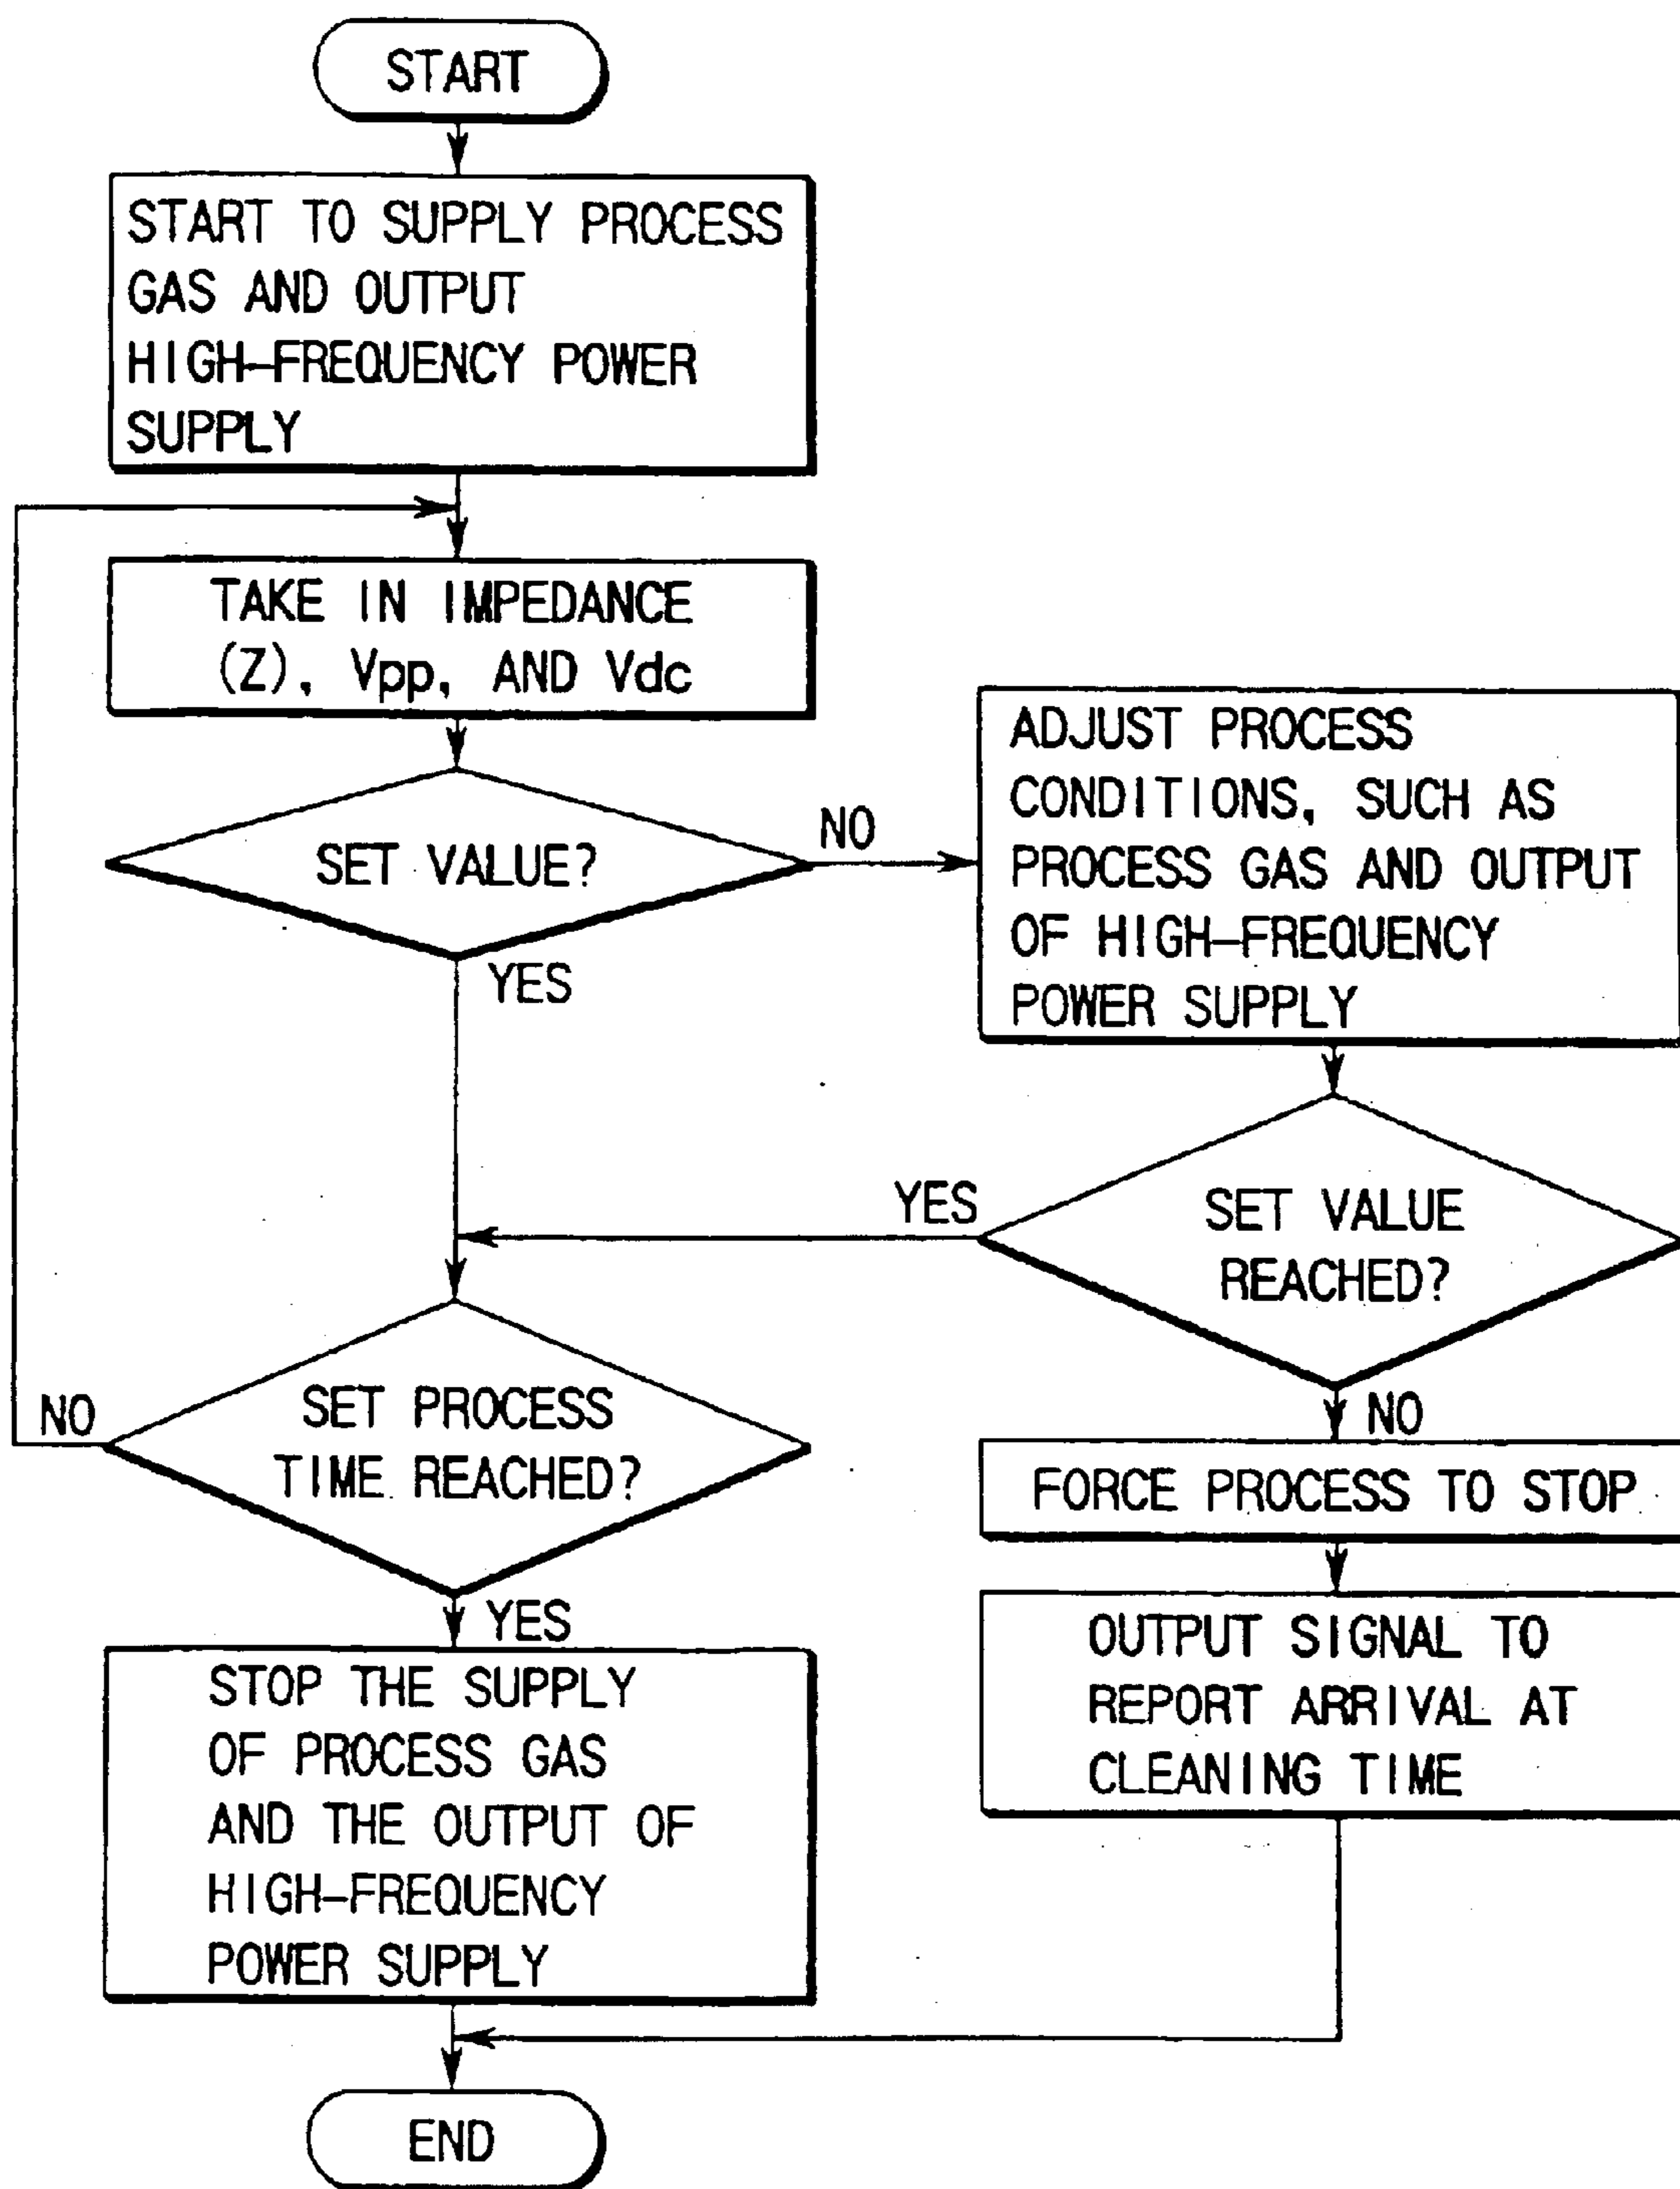 START
START TO SUPPLY PROCESS
GAS AND OUTPUT
HIGH-FREQUENCY POWER
SUPPLY
TAKE IN IMPEDANCE
(Z), Vpp, AND Vdc
SET VALUE?
NO
YES
ADJUST PROCESS
CONDITIONS, SUCH AS
PROCESS GAS AND OUTPUT
OF HIGH-FREQUENCY
POWER SUPPLY
SET VALUE
REACHED?
YES
NO
SET PROCESS
TIME REACHED?
NO
YES
FORCE PROCESS TO STOP
OUTPUT SIGNAL TO
REPORT ARRIVAL AT
CLEANING TIME
STOP THE SUPPLY
OF PROCESS GAS
AND THE OUTPUT OF
HIGH-FREQUENCY
POWER SUPPLY
END